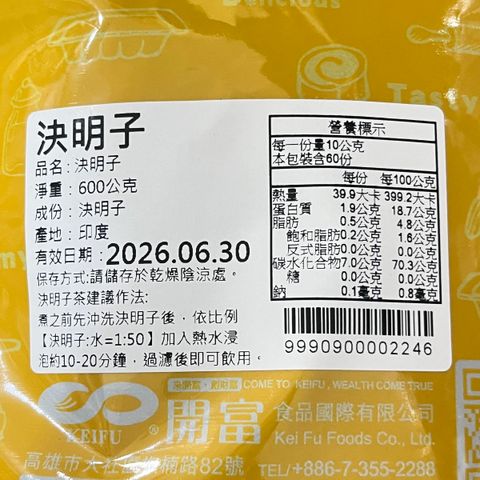 Delicious
Tasty
決明子
品名:決明子
淨重:600公克
成份:決明子
產地:印度
有效日期:2026.06.30
保存方式:請儲存於乾燥陰涼處。
決明子茶建議作法:
煮之前先沖洗決明子後,依比例
【決明子:水=1:50】加入熱水浸
泡約10-20分鐘,過濾後即可飲用。
營養標示
每一份量10公克
本包裝含60份
每份 每100公克
熱量 39.9大卡 399.2大卡
蛋白質 1.9公克 18.7公克
脂肪 0.5公克 4.8公克
飽和脂肪 0.2公克 1.6公克
反式脂肪 0.0公克 0.0公克
碳水化合物 7.0公克 70.3公克
糖 0.0公克 0.0公克
鈉 0.1毫克 0.8毫克
9990900002246
COME TO KEIFU, WEALTH COME TRUE
KEIFU
開富 食品國際有限公司
Kei Fu Foods Co., Ltd.
高雄市大社區 楠路82號 TEL/+886-7-355-2288